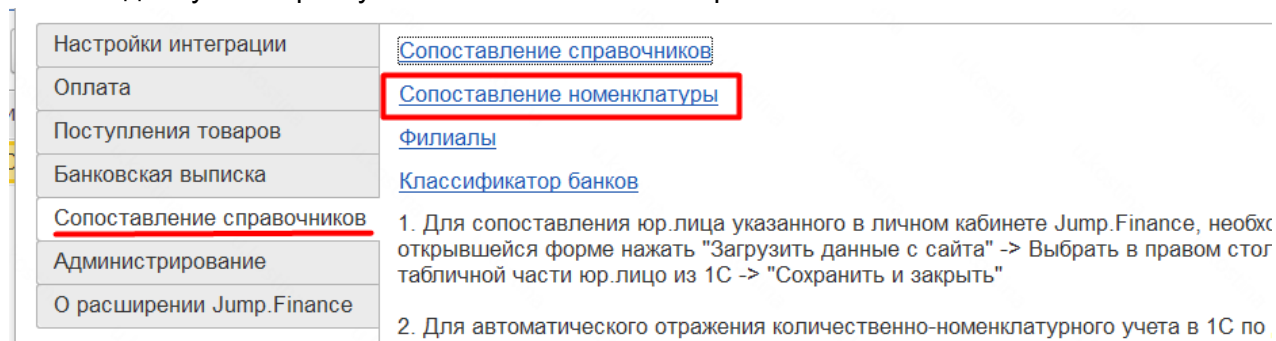 Настройки интеграции
Оплата
Поступления товаров
Банковская выписка
Сопоставление справочников
Администрирование
О расширении Jump.Finance
Сопоставление справочников
Сопоставление номенклатуры
Филиалы
Классификатор банков
1. Для сопоставления юр.лица указанного в личном кабинете Jump.Finance,
открывшейся форме нажать "Загрузить данные с сайта" -> Выбрать в правом
табличной части юр.лицо из 1С -> "Сохранить и закрыть"
2. Для автоматического отражения количественно-номенклатурного учета в 1С по